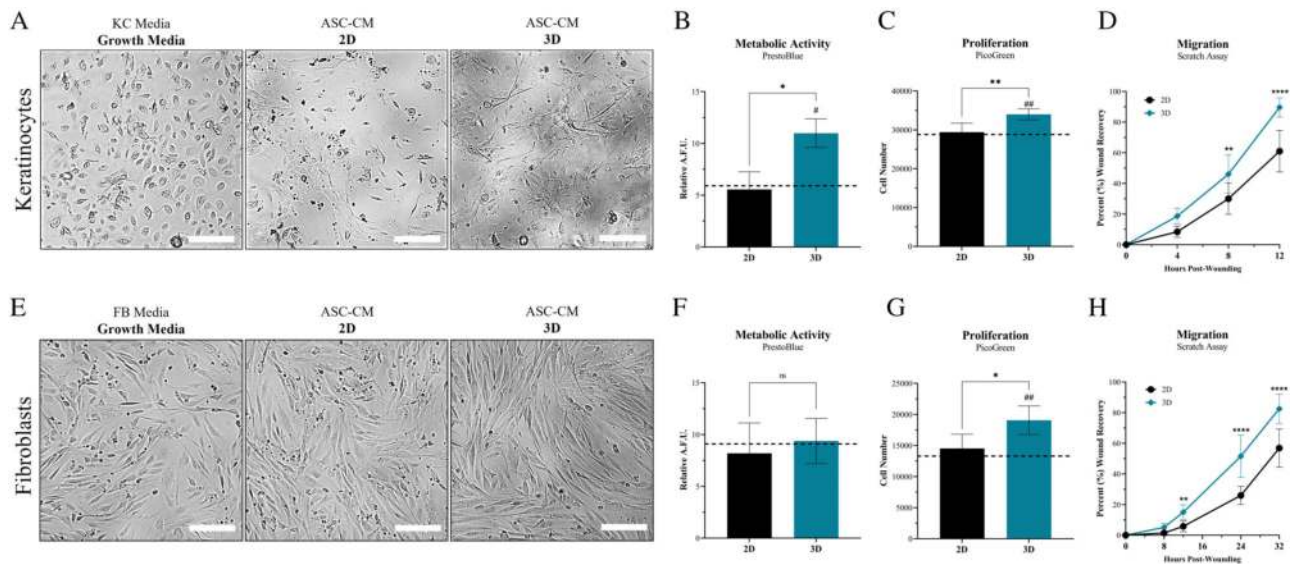 A
KC Media
Growth Media
ASC-CM
2D
ASC-CM
3D
Keratinocytes
B
Metabolic Activity
PrestoBlue
*
#
Relative A.F.U.
15
10
5
0
2D
3D
C
Proliferation
PicoGreen
**
##
Cell Number
40000
30000
20000
10000
0
2D
3D
D
Migration
Scratch Assay
2D
3D
**
****
Percent (%) Wound Recovery
100
80
60
40
20
0
0 4 8 12
Hours Post-Wounding
E
FB Media
Growth Media
ASC-CM
2D
ASC-CM
3D
Fibroblasts
F
Metabolic Activity
PrestoBlue
ns
Relative A.F.U.
15
10
5
0
2D
3D
G
Proliferation
PicoGreen
*
##
Cell Number
25000
20000
15000
10000
5000
0
2D
3D
H
Migration
Scratch Assay
2D
3D
**
****
****
Percent (%) Wound Recovery
100
80
60
40
20
0
0 8 16 24 32
Hours Post-Wounding